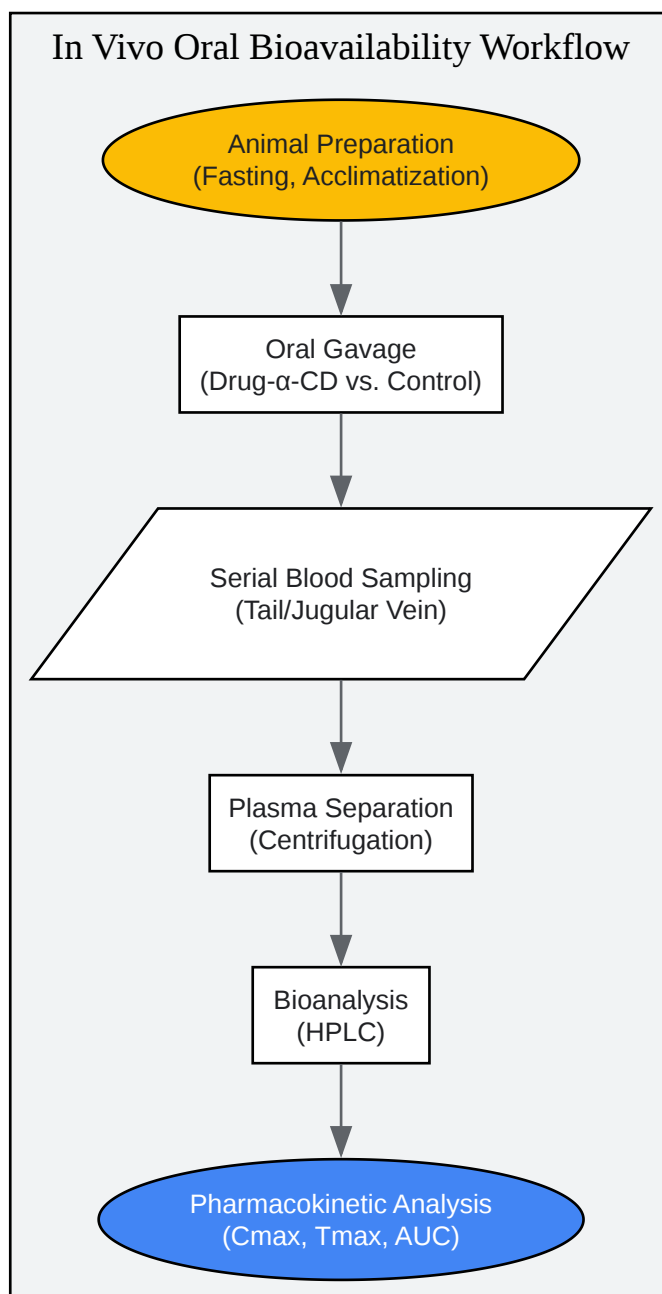 In Vivo Oral Bioavailability Workflow
Animal Preparation
(Fasting, Acclimatization)
Oral Gavage
(Drug-α-CD vs. Control)
Serial Blood Sampling
(Tail/Jugular Vein)
Plasma Separation
(Centrifugation)
Bioanalysis
(HPLC)
Pharmacokinetic Analysis
(Cmax, Tmax, AUC)